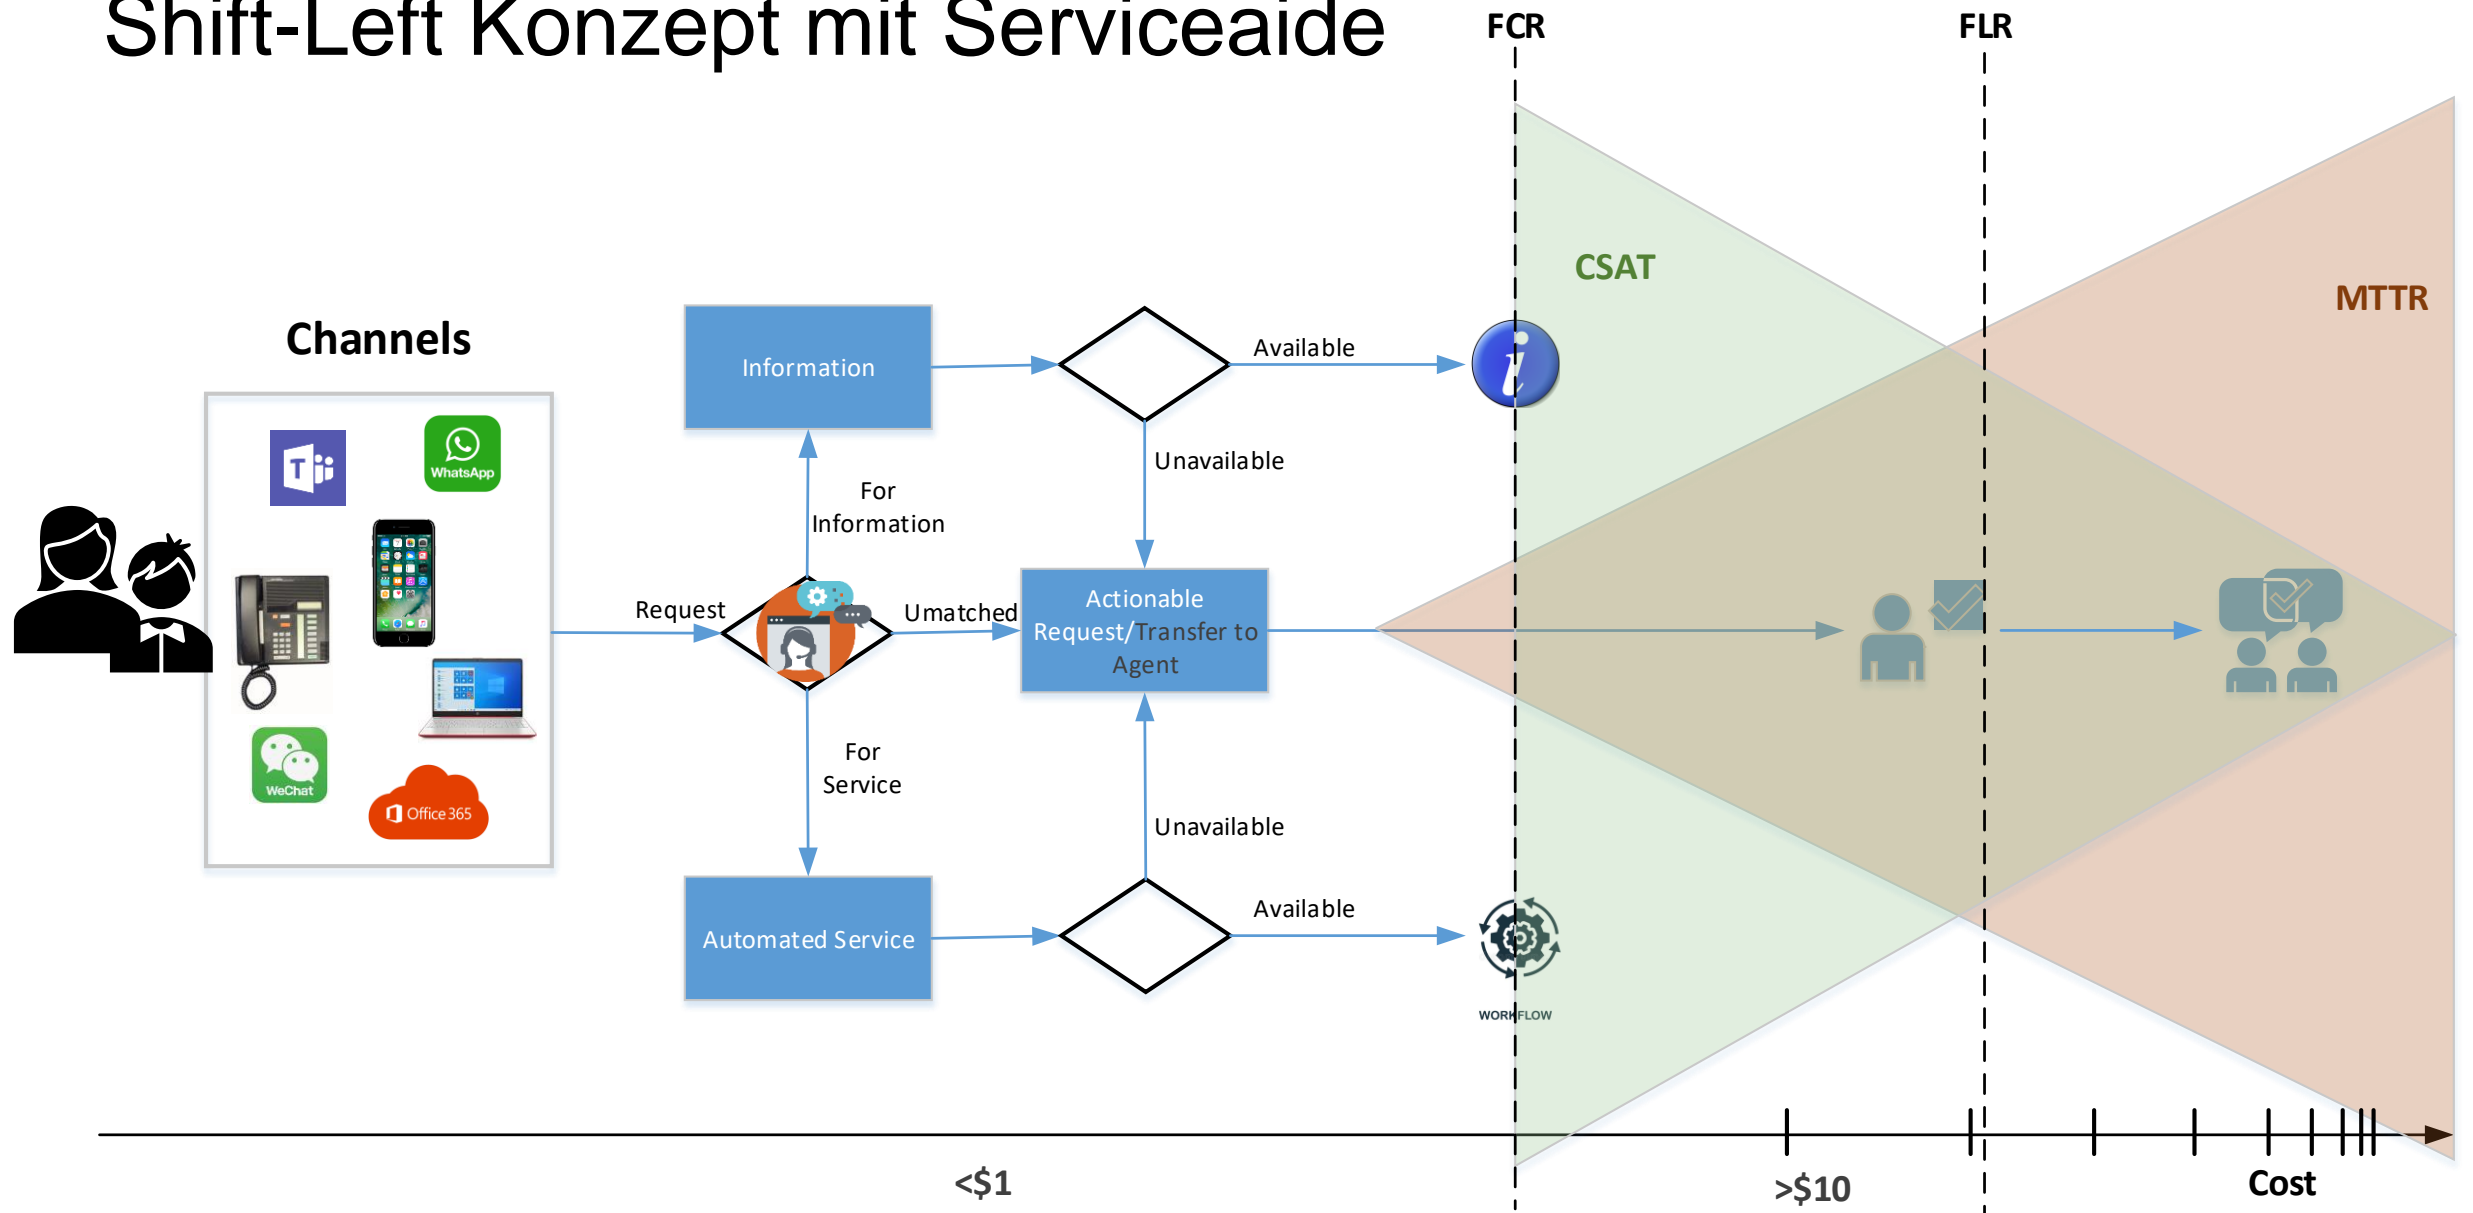 Shift-Left Konzept mit Serviceaide
FCR
FLR
CSAT
MTTR
Channels
WhatsApp
WeChat
Office 365
Request
Information
For
Information
Umatched
For
Service
Automated Service
Available
Unavailable
Actionable
Request/Transfer to
Agent
Unavailable
Available
WORKFLOW
<$1
>$10
Cost